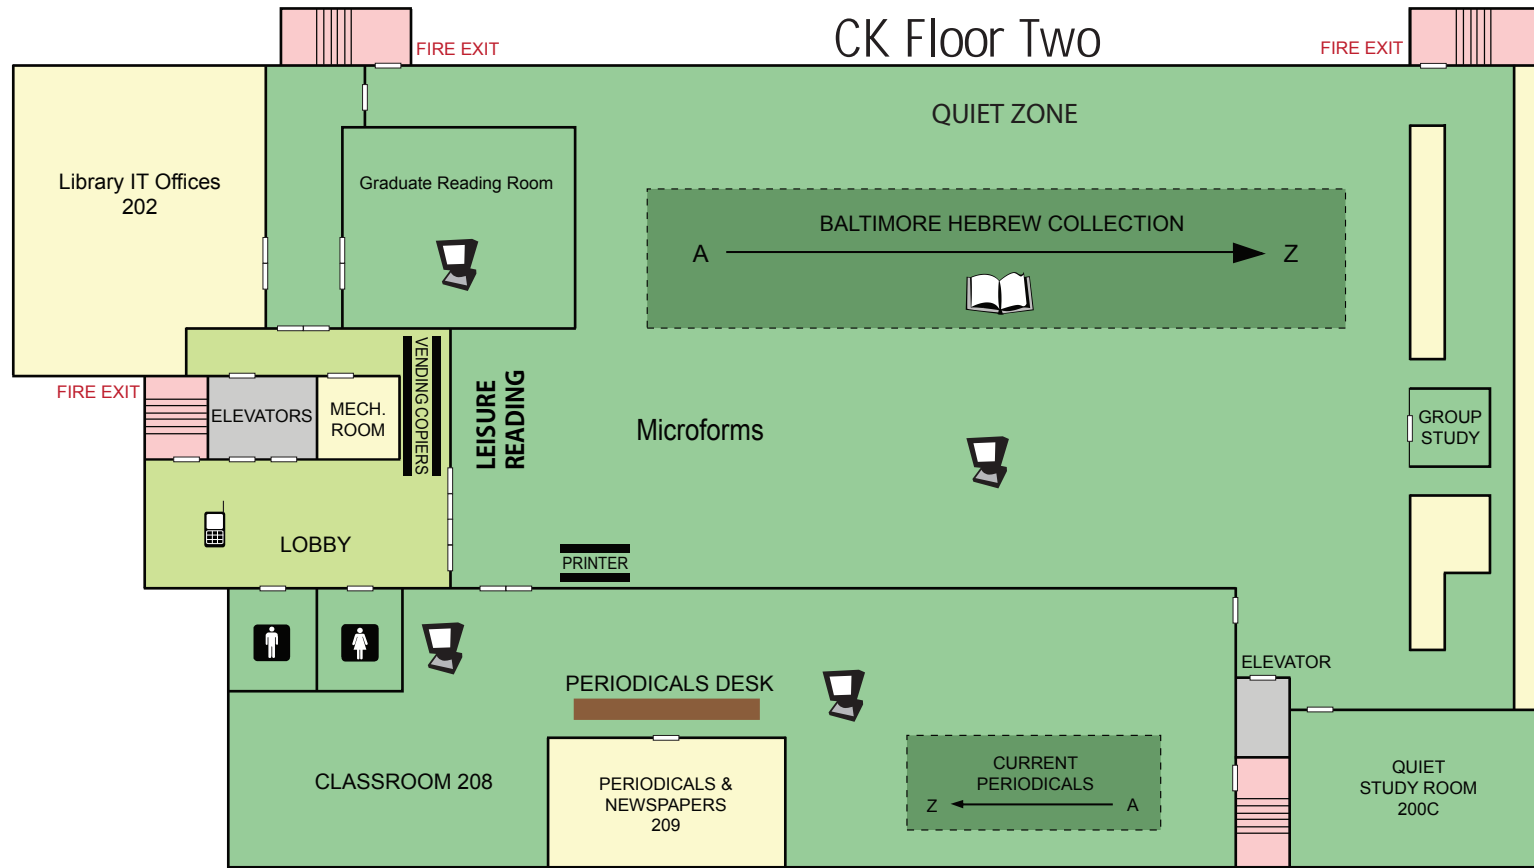 CK Floor Two
FIRE EXIT
FIRE EXIT
QUIET ZONE
Library IT Offices
202
Graduate Reading Room
BALTIMORE HEBREW COLLECTION
A
Z
FIRE EXIT
ELEVATORS
MECH.
ROOM
VENDING COPIERS
LEISURE
READING
Microforms
GROUP
STUDY
LOBBY
PRINTER
ELEVATOR
PERIODICALS DESK
CLASSROOM 208
PERIODICALS &
NEWSPAPERS
209
CURRENT
PERIODICALS
Z
A
QUIET
STUDY ROOM
200C